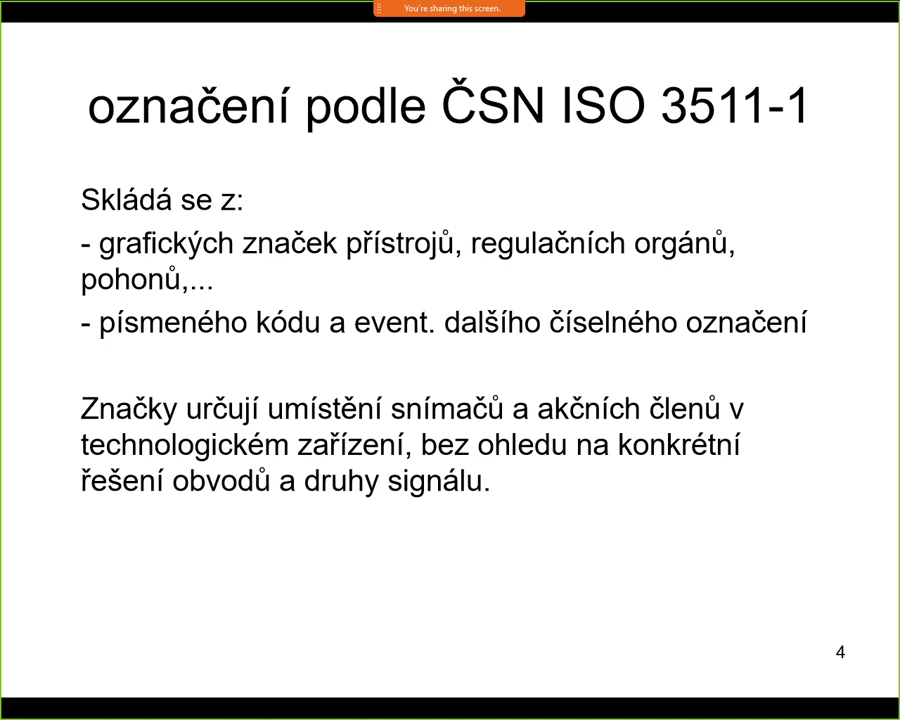 You're sharing this screen.
označení podle ČSN ISO 3511-1
Skládá se z:
- grafických značek přístrojů, regulačních orgánů,
pohonů,...
- písmeného kódu a event. dalšího číselného označení
Značky určují umístění snímačů a akčních členů v
technologickém zařízení, bez ohledu na konkrétní
řešení obvodů a druhy signálu.
4